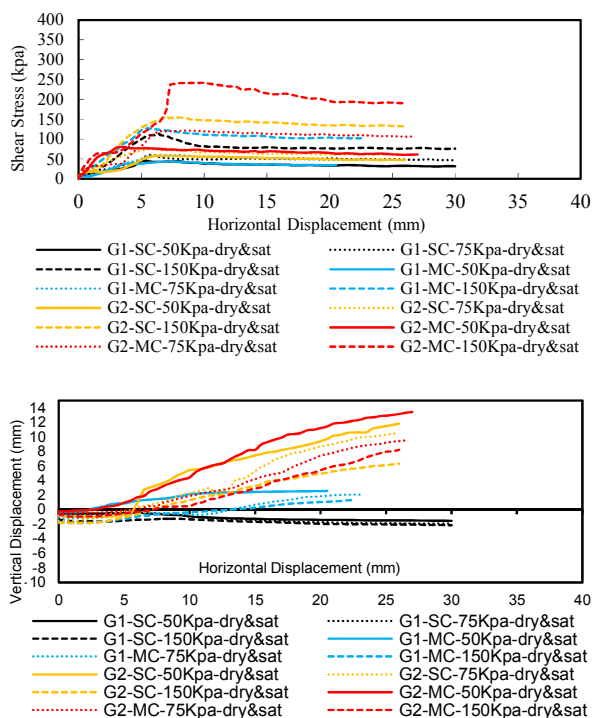 400
350
300
250
200
150
100
50
0
Shear Stress (kpa)
0 5 10 15 20 25 30 35 40
Horizontal Displacement (mm)
G1-SC-50Kpa-dry&sat G1-SC-75Kpa-dry&sat
G1-SC-150Kpa-dry&sat G1-MC-50Kpa-dry&sat
G1-MC-75Kpa-dry&sat G1-MC-150Kpa-dry&sat
G2-SC-50Kpa-dry&sat G2-SC-75Kpa-dry&sat
G2-SC-150Kpa-dry&sat G2-MC-50Kpa-dry&sat
G2-MC-75Kpa-dry&sat G2-MC-150Kpa-dry&sat
14
12
10
8
6
4
2
0
-2
-4
-6
-8
-10
Vertical Displacement (mm)
Horizontal Displacement (mm)
0 5 10 15 20 25 30 35 40
G1-SC-50Kpa-dry&sat G1-SC-75Kpa-dry&sat
G1-SC-150Kpa-dry&sat G1-MC-50Kpa-dry&sat
G1-MC-75Kpa-dry&sat G1-MC-150Kpa-dry&sat
G2-SC-50Kpa-dry&sat G2-SC-75Kpa-dry&sat
G2-SC-150Kpa-dry&sat G2-MC-50Kpa-dry&sat
G2-MC-75Kpa-dry&sat G2-MC-150Kpa-dry&sat